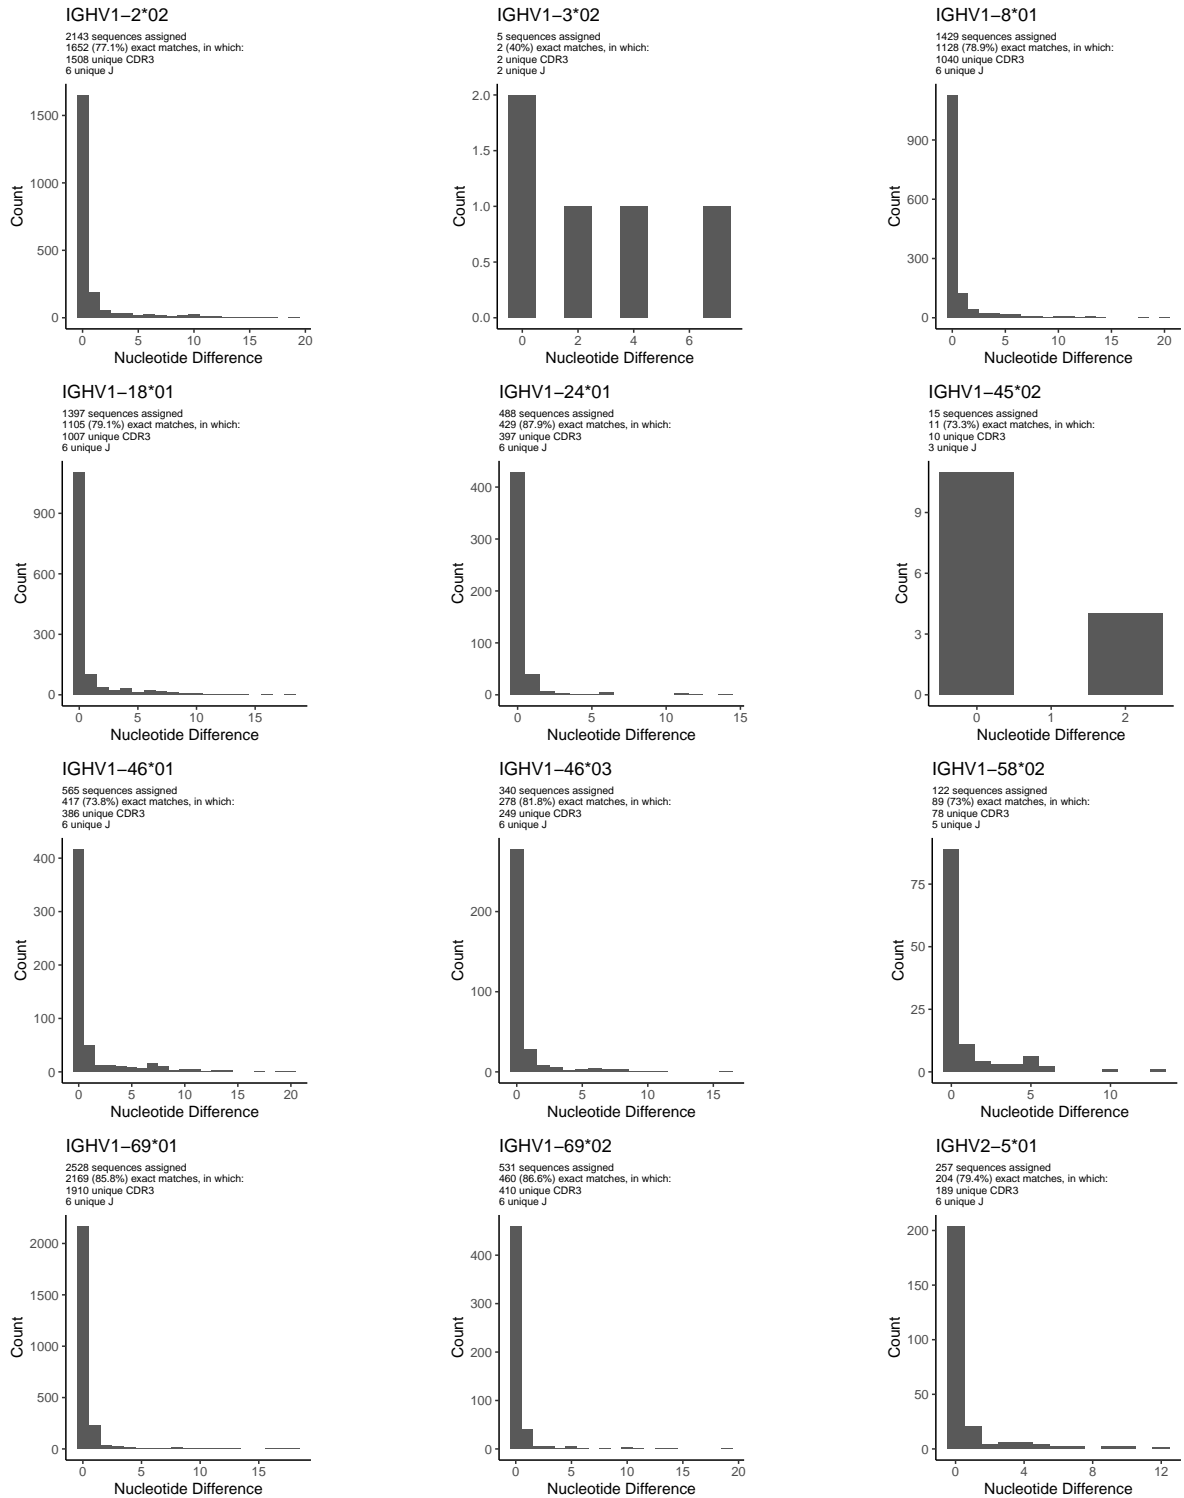 IGHV1−2*02
2143 sequences assigned
1652 (77.1%) exact matches, in which:
1508 unique CDR3
6 unique J
1500
1000
500
0
Count
0 5 10 15 20
Nucleotide Difference
IGHV1−3*02
5 sequences assigned
2 (40%) exact matches, in which:
2 unique CDR3
2 unique J
2.0
1.5
1.0
0.5
0.0
Count
0 2 4 6
Nucleotide Difference
IGHV1−8*01
1429 sequences assigned
1128 (78.9%) exact matches, in which:
1040 unique CDR3
6 unique J
900
600
300
0
Count
0 5 10 15 20
Nucleotide Difference
IGHV1−18*01
1397 sequences assigned
1105 (79.1%) exact matches, in which:
1007 unique CDR3
6 unique J
900
600
300
0
Count
0 5 10 15
Nucleotide Difference
IGHV1−24*01
488 sequences assigned
429 (87.9%) exact matches, in which:
397 unique CDR3
6 unique J
400
300
200
100
0
Count
0 5 10 15
Nucleotide Difference
IGHV1−45*02
15 sequences assigned
11 (73.3%) exact matches, in which:
10 unique CDR3
3 unique J
9
6
3
0
Count
0 1 2
Nucleotide Difference
IGHV1−46*01
565 sequences assigned
417 (73.8%) exact matches, in which:
386 unique CDR3
6 unique J
400
300
200
100
0
Count
0 5 10 15 20
Nucleotide Difference
IGHV1−46*03
340 sequences assigned
278 (81.8%) exact matches, in which:
249 unique CDR3
6 unique J
200
100
0
Count
0 5 10 15
Nucleotide Difference
IGHV1−58*02
122 sequences assigned
89 (73%) exact matches, in which:
78 unique CDR3
5 unique J
75
50
25
0
Count
0 5 10
Nucleotide Difference
IGHV1−69*01
2528 sequences assigned
2169 (85.8%) exact matches, in which:
1910 unique CDR3
6 unique J
2000
1500
1000
500
0
Count
0 5 10 15
Nucleotide Difference
IGHV1−69*02
531 sequences assigned
460 (86.6%) exact matches, in which:
410 unique CDR3
6 unique J
400
300
200
100
0
Count
0 5 10 15 20
Nucleotide Difference
IGHV2−5*01
257 sequences assigned
204 (79.4%) exact matches, in which:
189 unique CDR3
6 unique J
200
150
100
50
0
Count
0 4 8 12
Nucleotide Difference